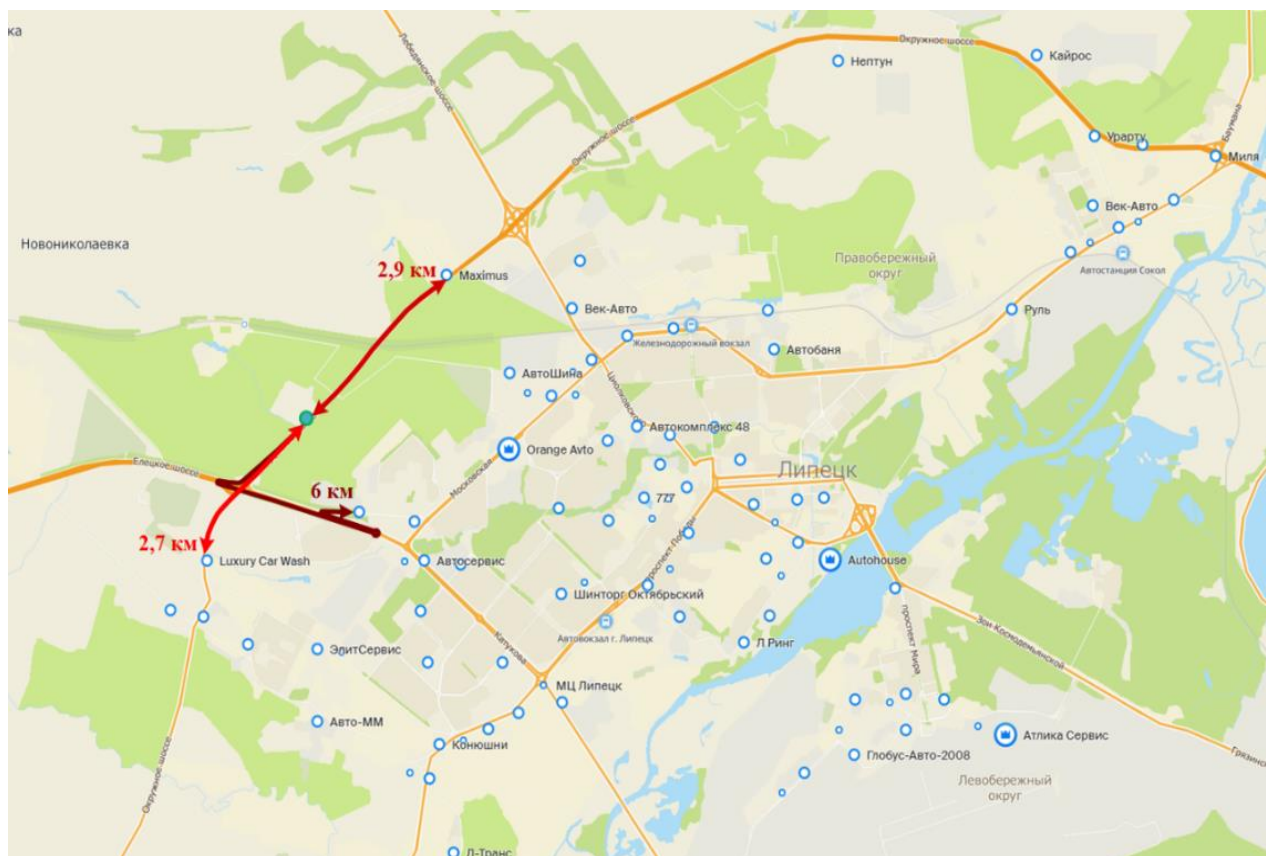 ка
Лебедянское шоссе
Окружное шоссе
Нептун
Кайрос
Баумана
Урарту
Миля
Окружное шоссе
Век-Авто
Новониколаевка
Правобережный
округ
Автостанция Сокол
2,9 км
Maximus
Век-Авто
Руль
Железнодорожный вокзал
Автобаня
АвтоШина
Циолковского
Автокомплекс 48
Orange Avto
Московская
Липецк
Елецкое шоссе
6 км
777
2,7 км
Luxury Car Wash
Автосервис
проспект Победы
Autohouse
Шинторг Октябрьский
Автовокзал г. Липецк
проспект Мира
Зои Космодемьянской
Л Ринг
ЭлитСервис
Катукова
МЦ Липецк
Авто-ММ
Конюшни
Атлика Сервис
Глобус-Авто-2008
Грязинск
Левобережный
округ
Окружное шоссе
Л-Транс